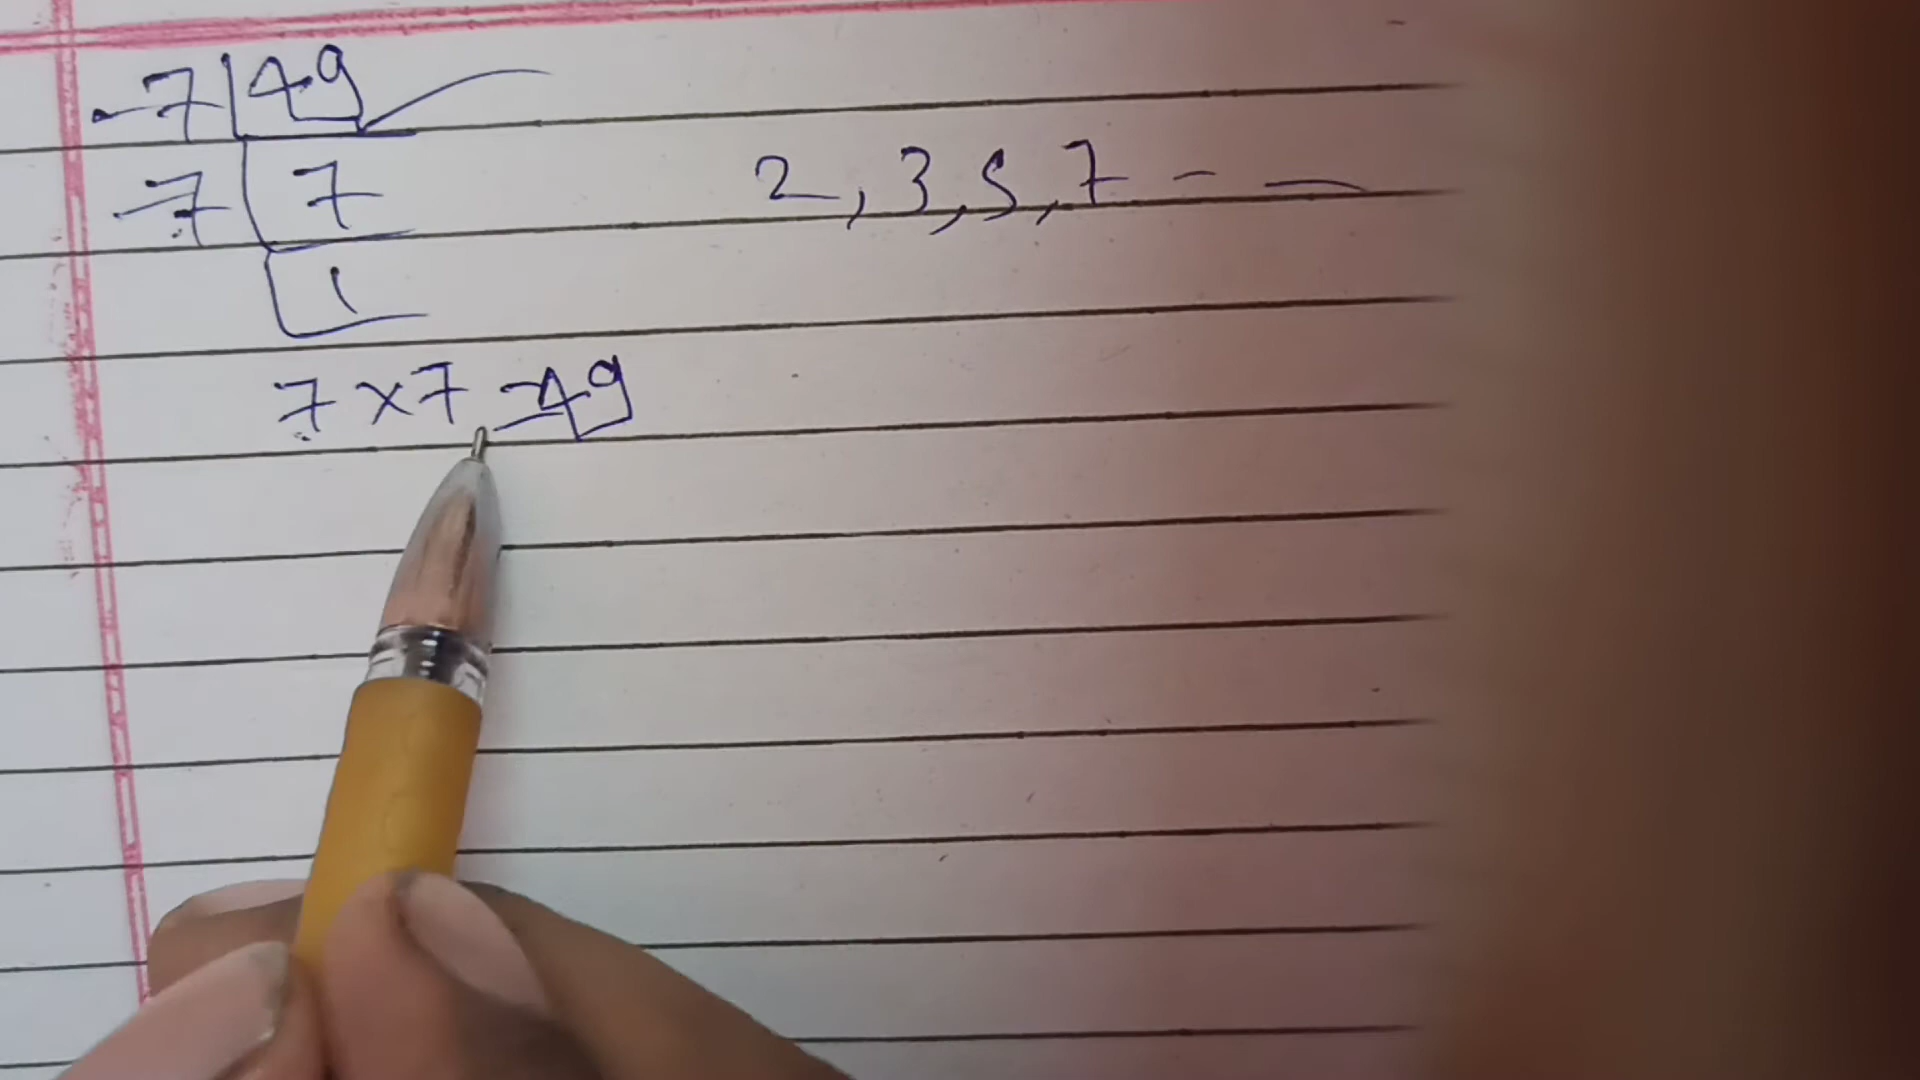 7 | 49
7 | 7
2, 3, 5, 7 - —
1
7 × 7 = 49